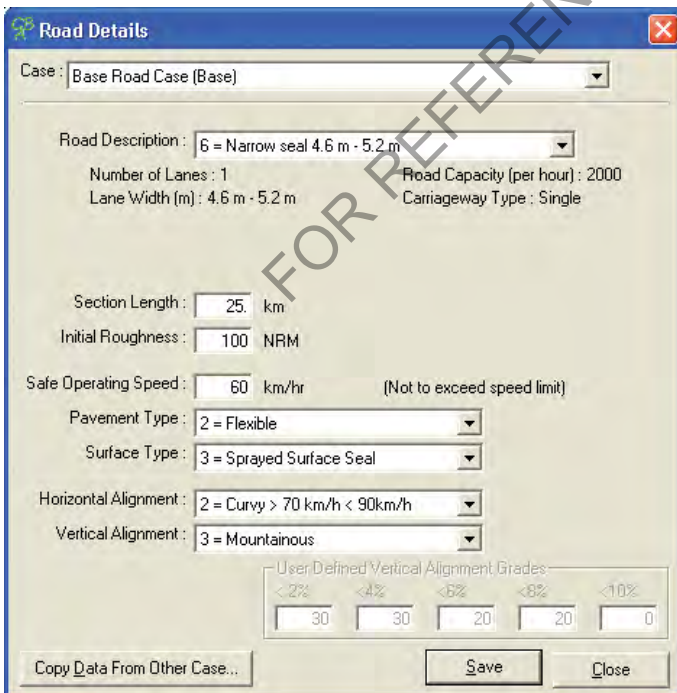 Road Details
Case : Base Road Case (Base)
Road Description : 6 = Narrow seal 4.6 m - 5.2 m
Number of Lanes : 1 Road Capacity (per hour) : 2000
Lane Width (m) : 4.6 m - 5.2 m Carriageway Type : Single
Section Length : 25. km
Initial Roughness : 100 NRM
Safe Operating Speed : 60 km/hr (Not to exceed speed limit)
Pavement Type : 2 = Flexible
Surface Type : 3 = Sprayed Surface Seal
Horizontal Alignment : 2 = Curvy > 70 km/h < 90km/h
Vertical Alignment : 3 = Mountainous
User Defined Vertical Alignment Grades
<2% <4% <6% <8% <10%
30 30 20 20 0
Copy Data From Other Case... Save Close
FOR REFEREN